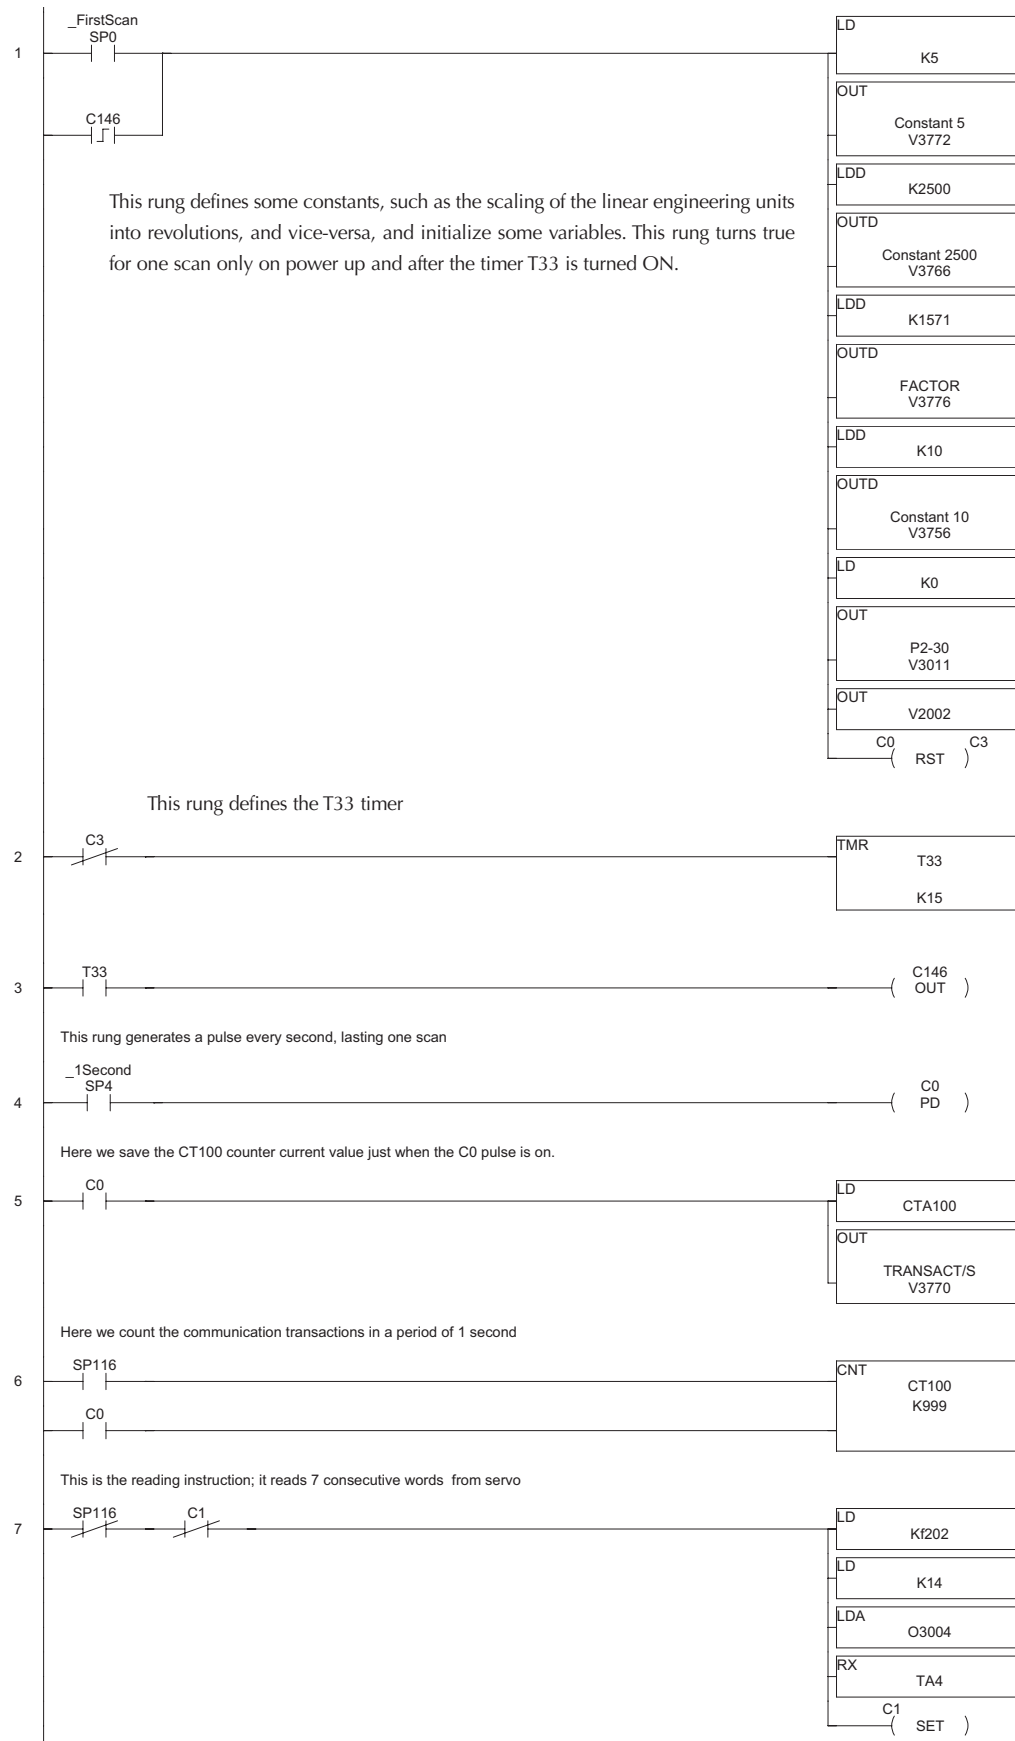 _FirstScan
SP0
1
C146
LD
K5
OUT
Constant 5
V3772
LDD
K2500
OUTD
Constant 2500
V3766
LDD
K1571
OUTD
FACTOR
V3776
LDD
K10
OUTD
Constant 10
V3756
LD
K0
OUT
P2-30
V3011
OUT
V2002
C0 C3
( RST )
This rung defines some constants, such as the scaling of the linear engineering units
into revolutions, and vice-versa, and initialize some variables. This rung turns true
for one scan only on power up and after the timer T33 is turned ON.
This rung defines the T33 timer
2
C3
TMR
T33
K15
3
T33
C146
( OUT )
This rung generates a pulse every second, lasting one scan
_1Second
SP4
4
C0
( PD )
Here we save the CT100 counter current value just when the C0 pulse is on.
5
C0
LD
CTA100
OUT
TRANSACT/S
V3770
Here we count the communication transactions in a period of 1 second
6
SP116
C0
CNT
CT100
K999
This is the reading instruction; it reads 7 consecutive words from servo
7
SP116 C1
LD
Kf202
LD
K14
LDA
O3004
RX
TA4
C1
( SET )